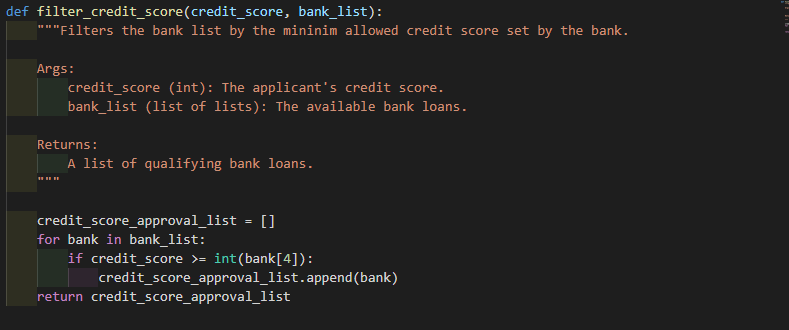 def filter_credit_score(credit_score, bank_list):
    """Filters the bank list by the mininim allowed credit score set by the bank.

    Args:
        credit_score (int): The applicant's credit score.
        bank_list (list of lists): The available bank loans.

    Returns:
        A list of qualifying bank loans.
    """

    credit_score_approval_list = []
    for bank in bank_list:
        if credit_score >= int(bank[4]):
            credit_score_approval_list.append(bank)
    return credit_score_approval_list